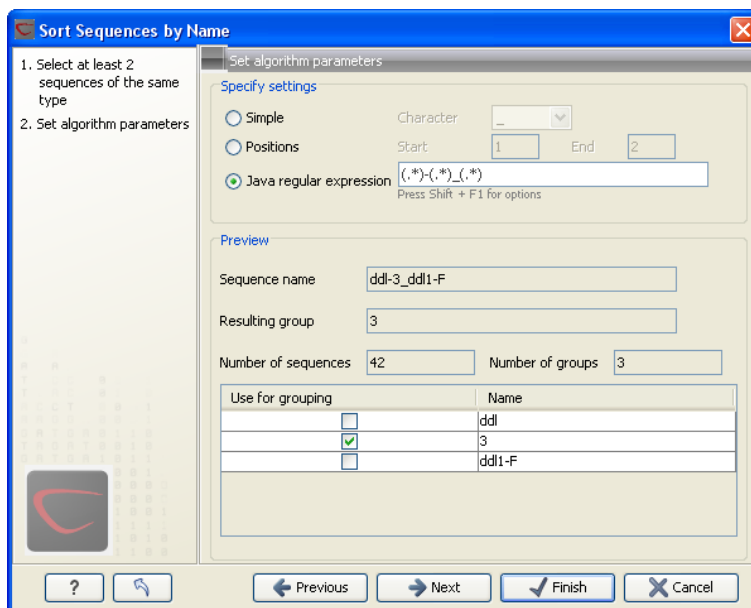 Sort Sequences by Name
1. Select at least 2
sequences of the same
type
2. Set algorithm parameters
Set algorithm parameters
Specify settings
Simple
Character
_
Positions
Start
1
End
2
Java regular expression
(.*)-(.*)_(.*)
Press Shift + F1 for options
Preview
Sequence name
ddl-3_ddl1-F
Resulting group
3
Number of sequences
42
Number of groups
3
Use for grouping
Name
ddl
3
ddl1-F
?
Previous
Next
Finish
Cancel